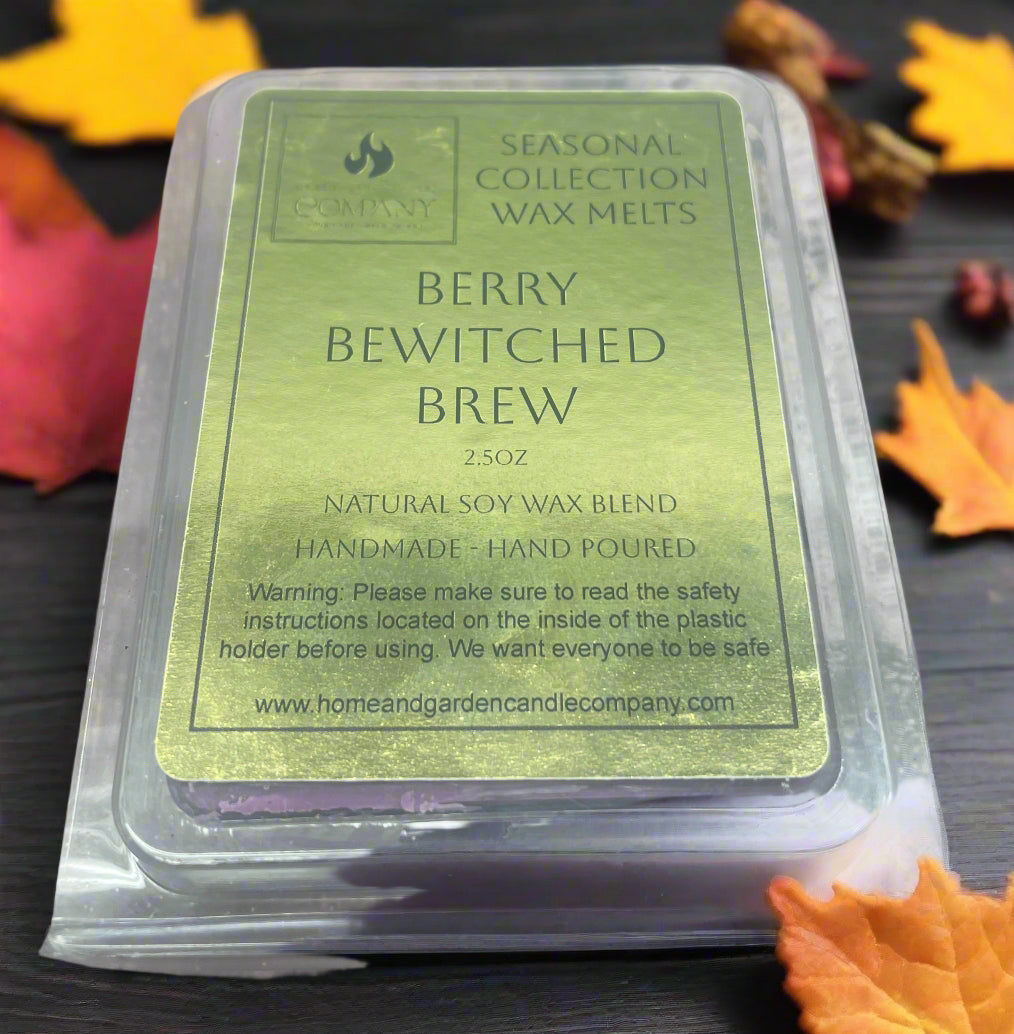 COMPANY
SEASONAL
COLLECTION
WAX MELTS
BERRY
BEWITCHED
BREW
2.5OZ
NATURAL SOY WAX BLEND
HANDMADE - HAND POURED
Warning: Please make sure to read the safety
instructions located on the inside of the plastic
holder before using. We want everyone to be safe
www.homeandgardencandlecompany.com